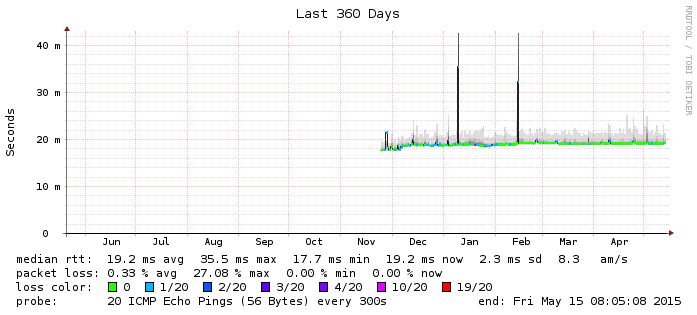 Last 360 Days
RRDTOOL / TOBI OETIKER
Seconds
40 m
30 m
20 m
10 m
0
Jun Jul Aug Sep Oct Nov Dec Jan Feb Mar Apr
median rtt: 19.2 ms avg 35.5 ms max 17.7 ms min 19.2 ms now 2.3 ms sd 8.3 am/s
packet loss: 0.33 % avg 27.08 % max 0.00 % min 0.00 % now
loss color: 0 1/20 2/20 3/20 4/20 10/20 19/20
probe: 20 ICMP Echo Pings (56 Bytes) every 300s end: Fri May 15 08:05:08 2015